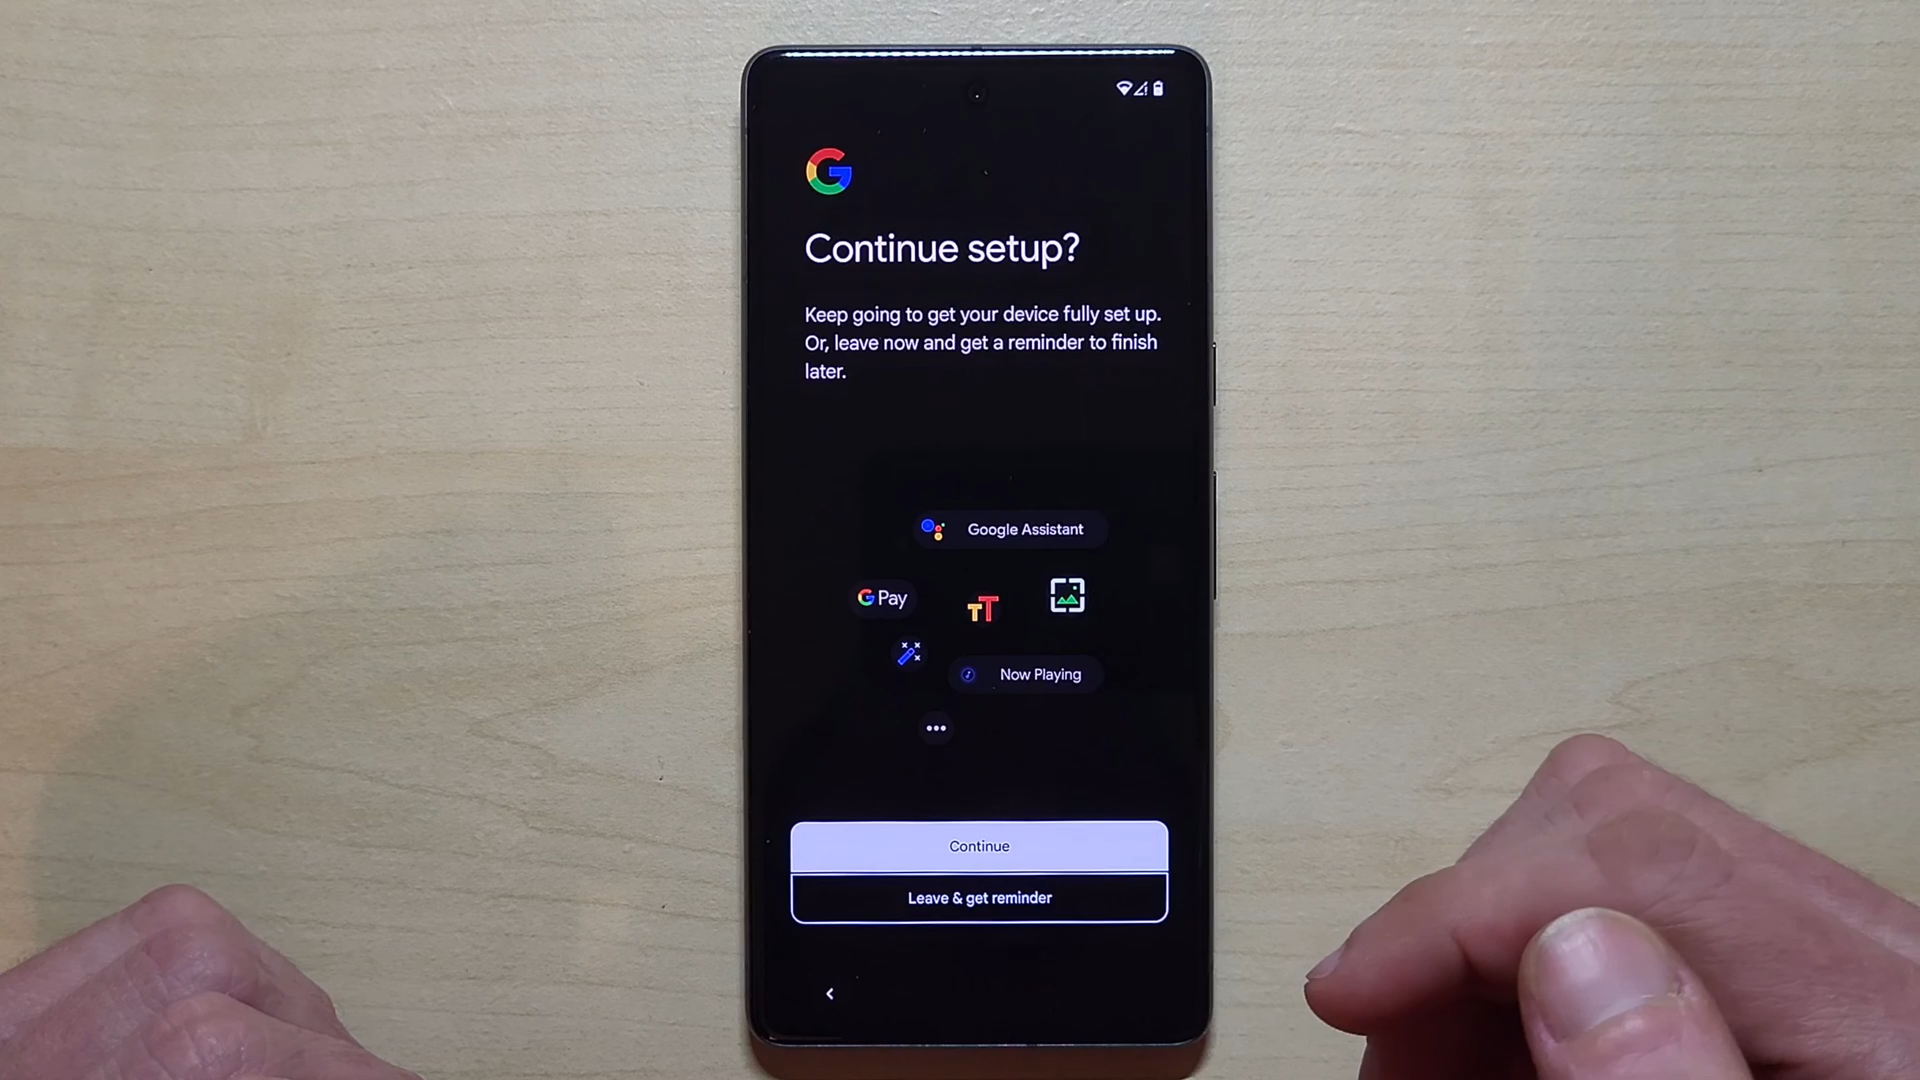 Continue setup?
Keep going to get your device fully set up.
Or, leave now and get a reminder to finish
later.
Google Assistant
G Pay
TT
Now Playing
Continue
Leave & get reminder